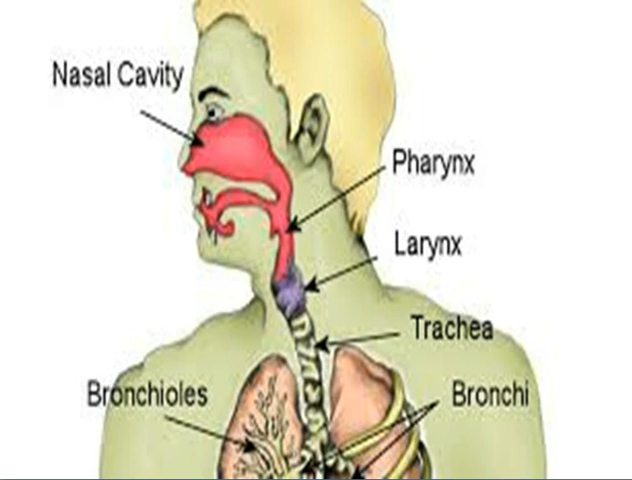 Nasal Cavity
Pharynx
Larynx
Trachea
Bronchioles
Bronchi